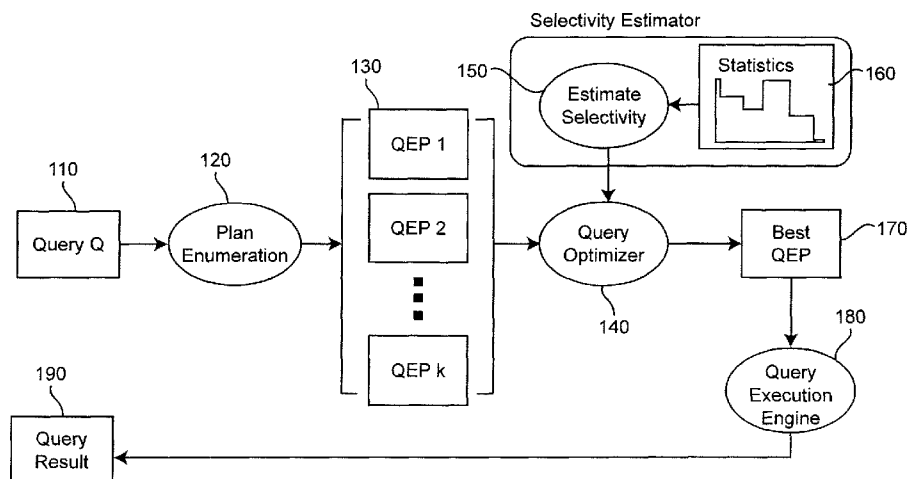 Selectivity Estimator
130
150
Statistics
160
Estimate
Selectivity
QEP 1
110
120
Query Q
Plan
Enumeration
QEP 2
Query
Optimizer
Best
QEP
170
140
180
QEP k
190
Query
Execution
Engine
Query
Result